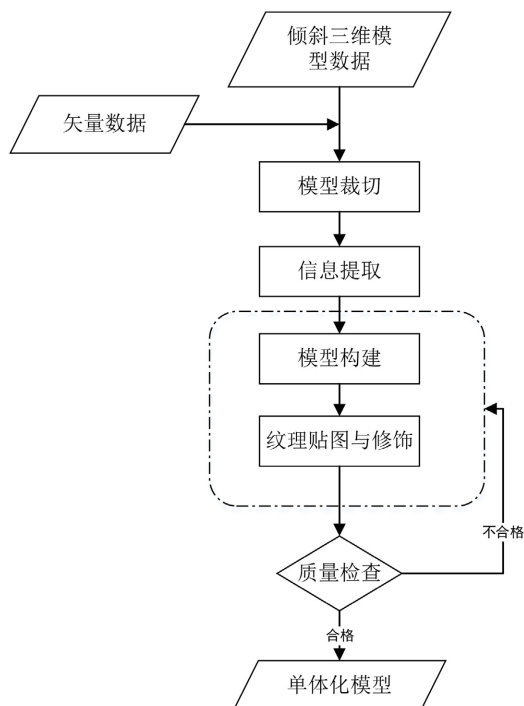 倾斜三维模
型数据
矢量数据
模型裁切
信息提取
模型构建
纹理贴图与修饰
不合格
质量检查
合格
单体化模型